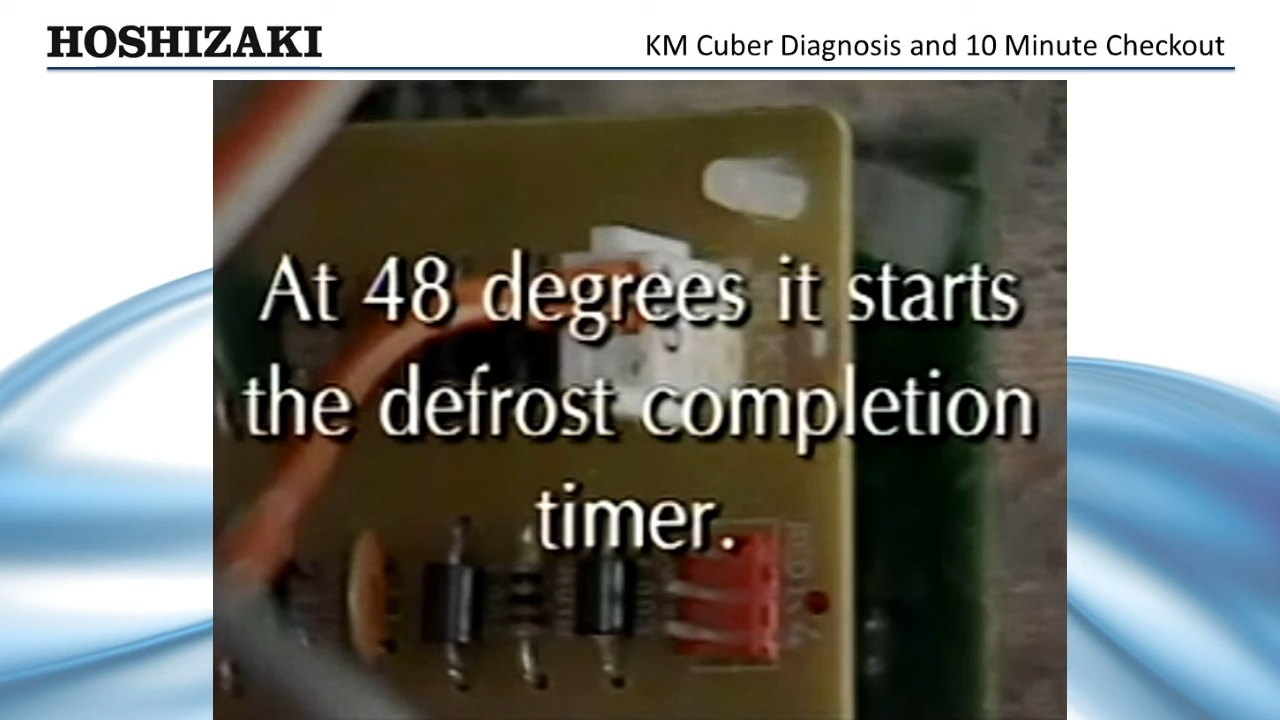 HOSHIZAKI
KM Cuber Diagnosis and 10 Minute Checkout
At 48 degrees it starts
the defrost completion
timer.